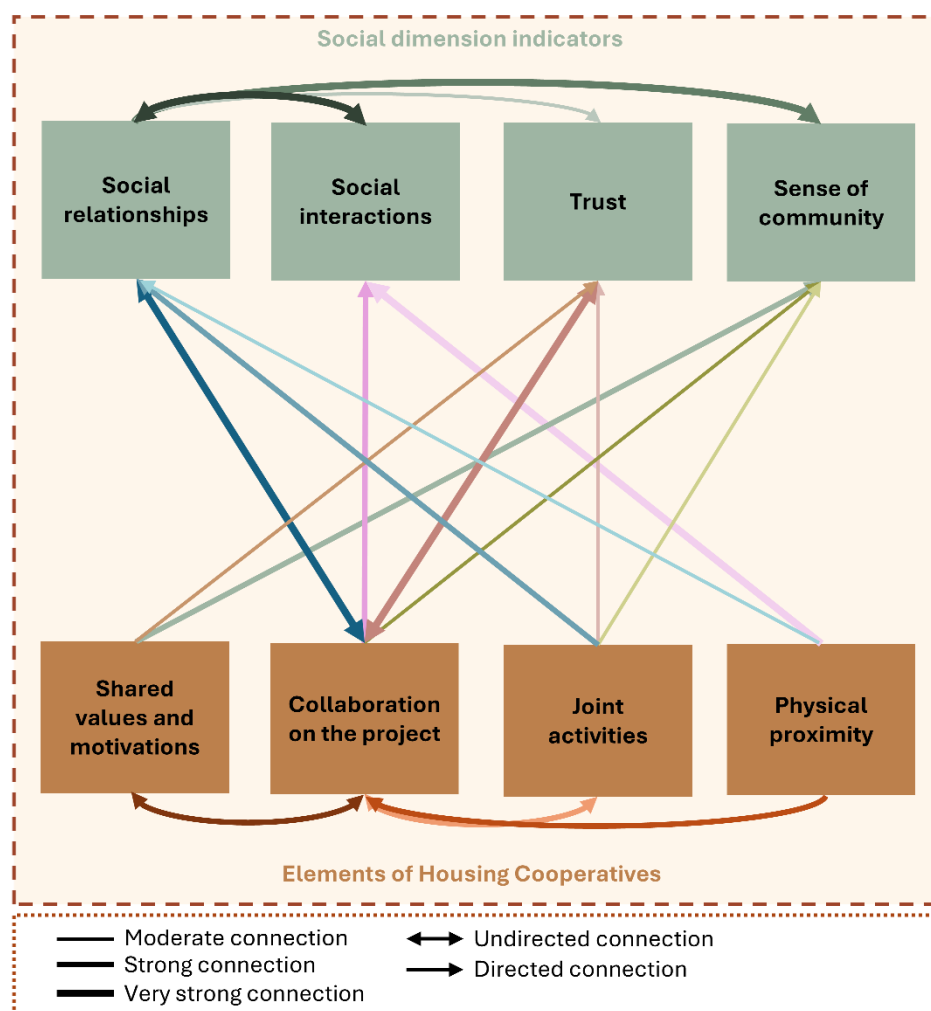 Social dimension indicators
Social
relationships
Social
interactions
Trust
Sense of
community
Shared
values and
motivations
Collaboration
on the project
Joint
activities
Physical
proximity
Elements of Housing Cooperatives
Moderate connection
Strong connection
Very strong connection
Undirected connection
Directed connection